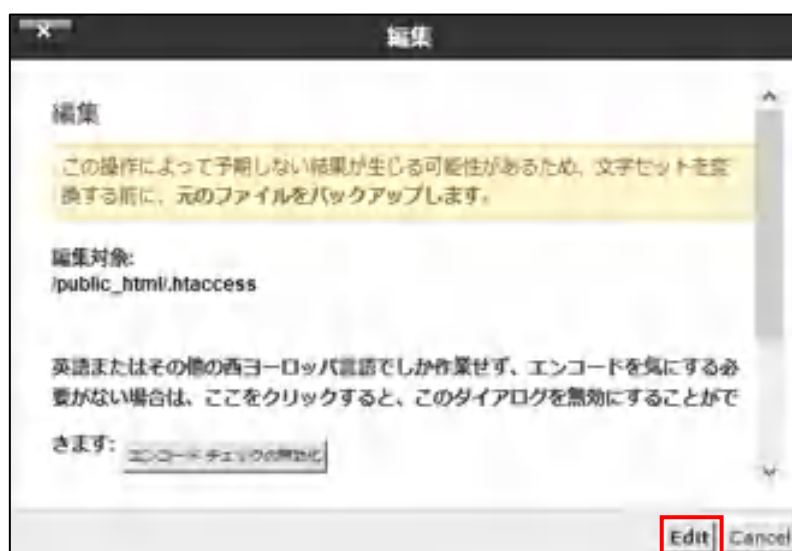 編集
編集
この操作によって予期しない結果が生じる可能性があるため、文字セットを変
換する前に、元のファイルをバックアップします。
編集対象:
/public_html/.htaccess
英語またはその他の西ヨーロッパ言語でしか作業せず、エンコードを気にする必
要がない場合は、ここをクリックすると、このダイアログを無効にすることがで
きます: エンコード チェックの無効化
Edit Cancel